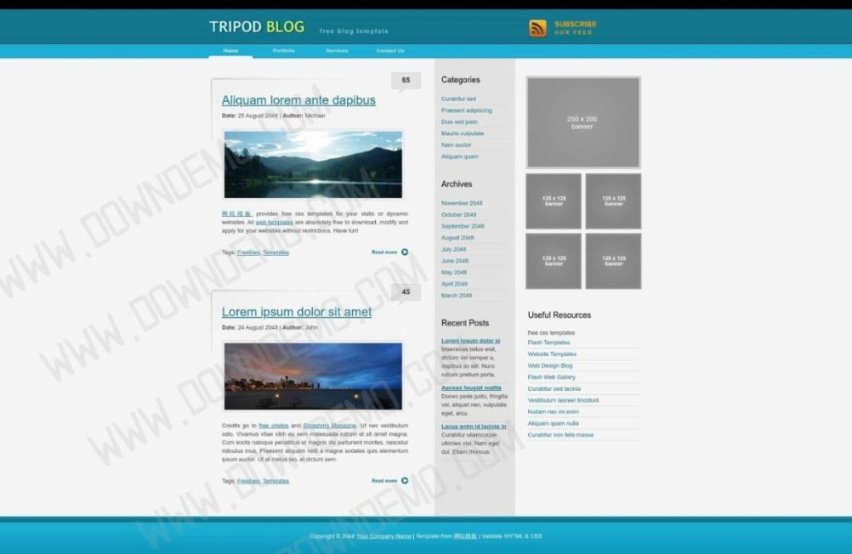 TRIPOD BLOG
free blog template
SUBSCRIBE
OUR FEED
Home
Portfolio
Services
Contact Us
65
Aliquam lorem ante dapibus
Date: 25 August 2048 | Author: Michael
网站模板 provides free css templates for your static or dynamic
websites. All web templates are absolutely free to download, modify and
apply for your websites without restrictions. Have fun!
Tags: Freebies, Templates
Read more
45
Lorem ipsum dolor sit amet
Date: 24 August 2048 | Author: John
Credits go to free photos and Smashing Magazine. Ut nec vestibulum
odio. Vivamus vitae nibh eu sem malesuada rutrum et sit amet magna.
Cum sociis natoque penatibus et magnis dis parturient montes, nascetur
ridiculus mus. Praesent aliquam velit a magna sodales quis elementum
ipsum auctor. Ut at metus leo, et dictum sem.
Tags: Freebies, Templates
Read more
Categories
Curabitur sed
Praesent adipiscing
Duis sed justo
Mauris vulputate
Nam auctor
Aliquam quam
Archives
November 2048
October 2048
September 2048
August 2048
July 2048
June 2048
May 2048
April 2048
March 2048
Recent Posts
Lorem ipsum dolor si
Maecenas tellus erat,
dictum vel semper a,
dapibus ac elit. Nunc
rutrum pretium porta.
Aenean feugiat mattis
Donec pede justo, fringilla
vel, aliquet nec, vulputate
eget, arcu.
Lacus enim id lacinia in
Curabitur ullamcorper
ultricies nisi. Nam eget
dui. Etiam rhoncus.
250 x 200
banner
125 x 125
banner
125 x 125
banner
125 x 125
banner
125 x 125
banner
Useful Resources
free css templates
Flash Templates
Website Templates
Web Design Blog
Flash Web Gallery
Curabitur sed lacinia
Vestibulum laoreet tincidunt
Nullam nec mi enim
Aliquam quam nulla
Curabitur non felis massa
Copyright © 2048 Your Company Name | Template from 网站模板 | Validate XHTML & CSS
WWW.DOWNDEMO.COM
WWW.DOWNDEMO.COM
WWW.DOWNDEMO.COM
WWW.DOWNDEMO.COM